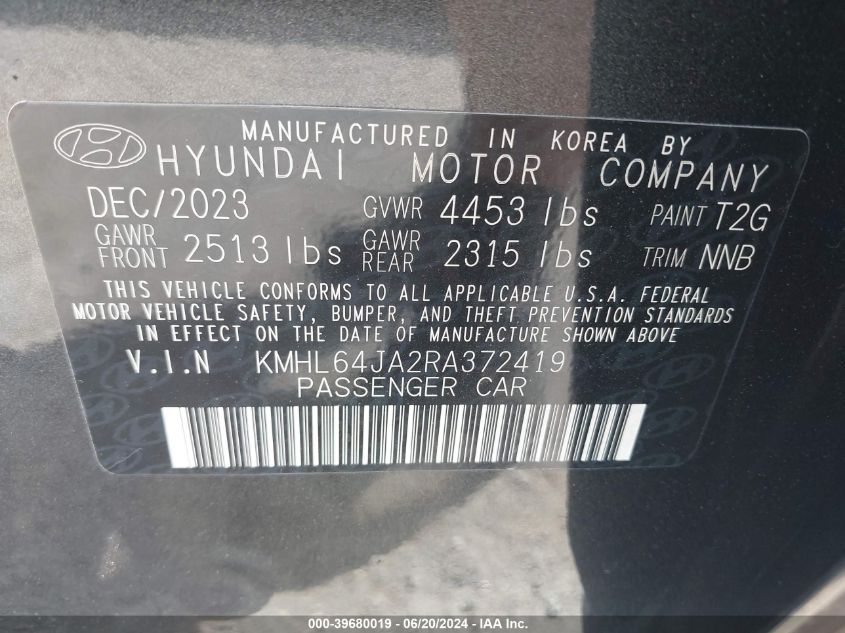 MANUFACTURED IN KOREA BY
HYUNDAI MOTOR COMPANY
DEC/2023 GVWR 4453 lbs PAINT T2G
GAWR FRONT 2513 lbs GAWR REAR 2315 lbs TRIM NNB
THIS VEHICLE CONFORMS TO ALL APPLICABLE U.S.A. FEDERAL
MOTOR VEHICLE SAFETY, BUMPER, AND THEFT PREVENTION STANDARDS
IN EFFECT ON THE DATE OF MANUFACTURE SHOWN ABOVE
V.I.N KMHL64JA2RA372419
PASSENGER CAR
000-39680019 - 06/20/2024 - IAA Inc.